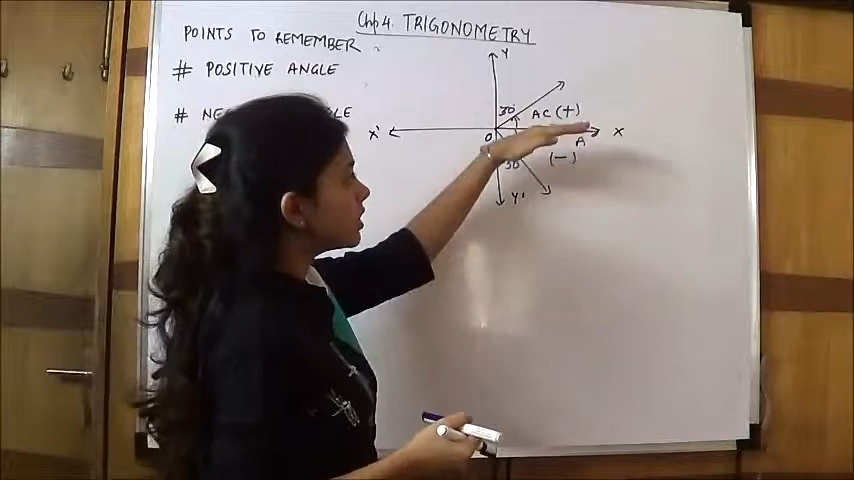 Chp 4. TRIGONOMETRY
POINTS TO REMEMBER
# POSITIVE ANGLE
#
Y
30°
AC (+)
X'
O
A
X
(-)
30
Y'